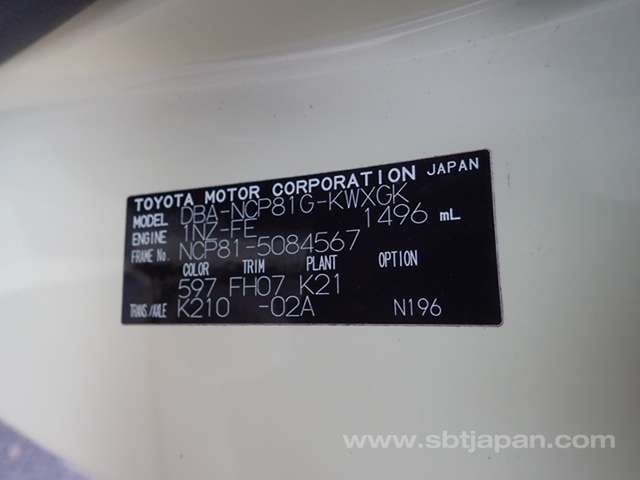 TOYOTA MOTOR CORPORATION JAPAN
MODEL DBA-NCP81G-KWXGK
ENGINE 1NZ-FE 1496 mL
FRAME No. NCP81-5084567
COLOR TRIM PLANT OPTION
597 FH07 K21
TRANS/AXLE K210 -02A N196
www.sbtjapan.com